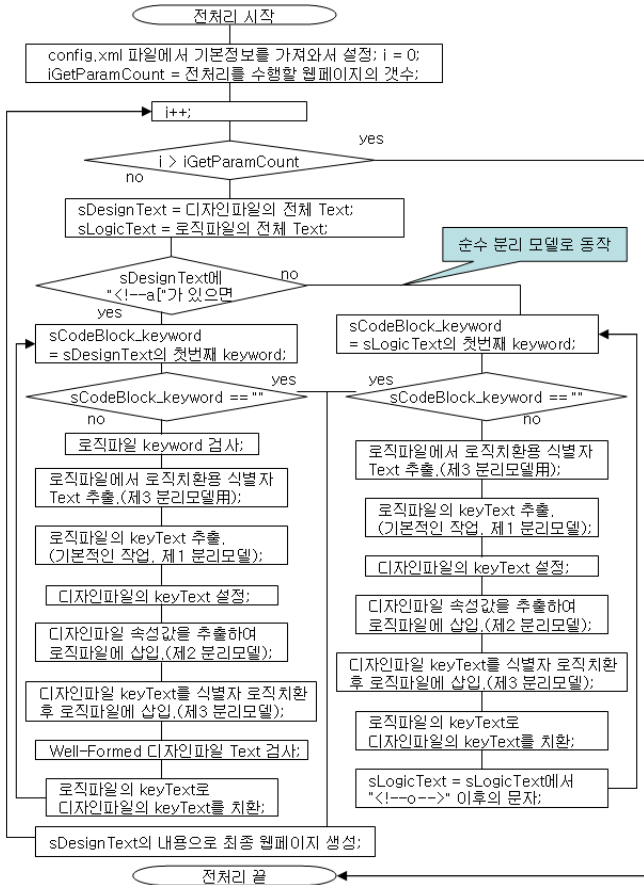 전처리 시작
config.xml 파일에서 기본정보를 가져와서 설정; i = 0;
iGetParamCount = 전처리를 수행할 웹페이지의 갯수;
i++;
yes
i > iGetParamCount
no
sDesignText = 디자인파일의 전체 Text;
sLogicText = 로직파일의 전체 Text;
순수 분리 모델로 동작
sDesignText에
"<!--a["가 있으면
no
yes
sCodeBlock_keyword
= sDesignText의 첫번째 keyword;
yes
sCodeBlock_keyword == ""
no
로직파일 keyword 검사;
로직파일에서 로직치환용 식별자
Text 추출.(제3 분리모델用);
로직파일의 keyText 추출.
(기본적인 작업. 제1 분리모델);
디자인파일의 keyText 설정;
디자인파일 속성값을 추출하여
로직파일에 삽입.(제2 분리모델);
디자인파일 keyText를 식별자 로직치환
후 로직파일에 삽입.(제3 분리모델);
Well-Formed 디자인파일 Text 검사;
로직파일의 keyText로
디자인파일의 keyText를 치환;
sCodeBlock_keyword
= sLogicText의 첫번째 keyword;
yes
sCodeBlock_keyword == ""
no
로직파일에서 로직치환용 식별자
Text 추출.(제3 분리모델用);
로직파일의 keyText 추출.
(기본적인 작업. 제1 분리모델);
디자인파일의 keyText 설정;
디자인파일 속성값을 추출하여
로직파일에 삽입.(제2 분리모델);
디자인파일 keyText를 식별자 로직치환
후 로직파일에 삽입.(제3 분리모델);
로직파일의 keyText로
디자인파일의 keyText를 치환;
sLogicText = sLogicText에서
"<!--o-->" 이후의 문자;
sDesignText의 내용으로 최종 웹페이지 생성;
전처리 끝